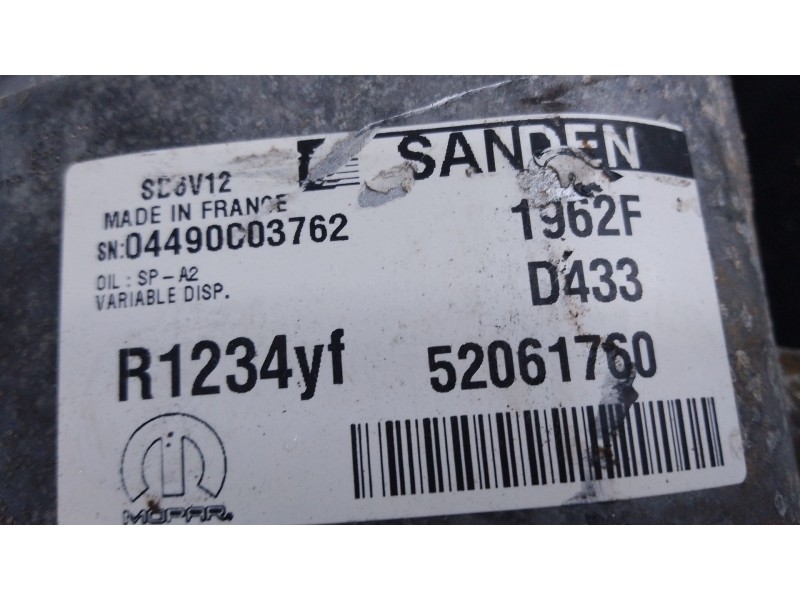 SANDEN
SD6V12
MADE IN FRANCE
1962F
SN:04490C03762
OIL : SP-A2
D433
VARIABLE DISP.
R1234yf
52061760
MOPAR®